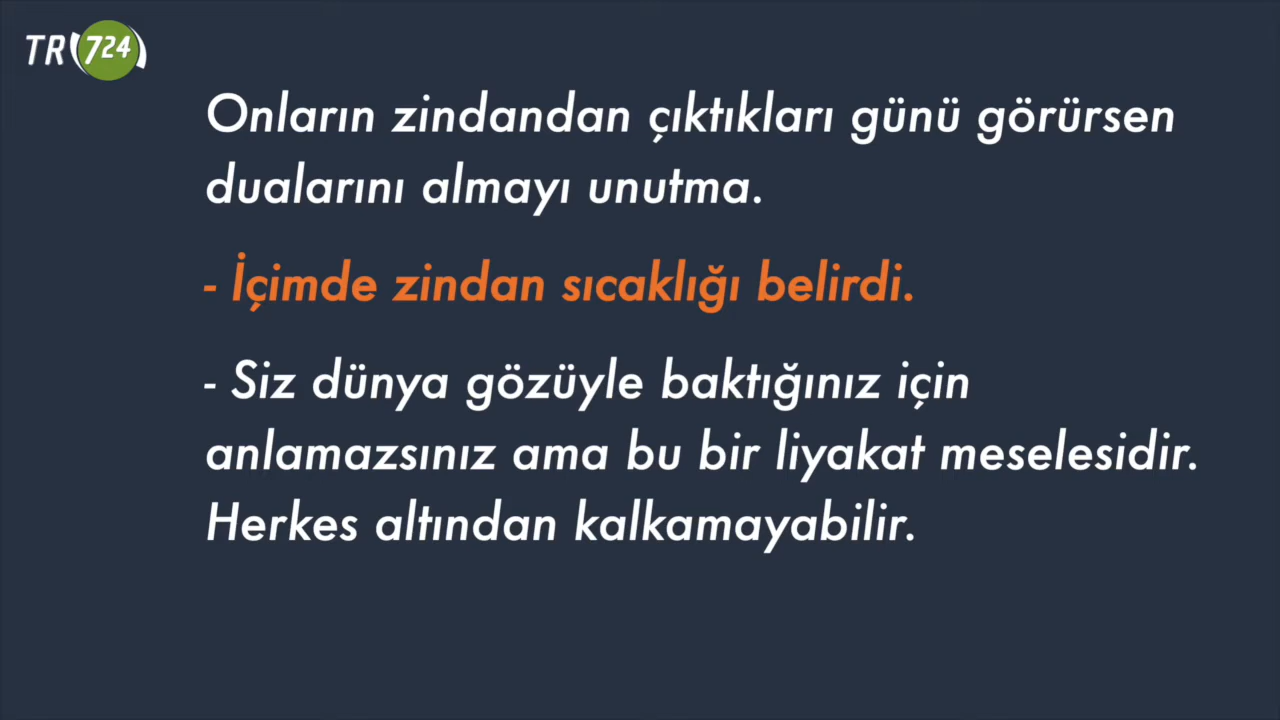 TR724
Onların zindandan çıktıkları günü görürsen
dualarını almayı unutma.
- İçimde zindan sıcaklığı belirdi.
- Siz dünya gözüyle baktığınız için
anlamazsınız ama bu bir liyakat meselesidir.
Herkes altından kalkamayabilir.